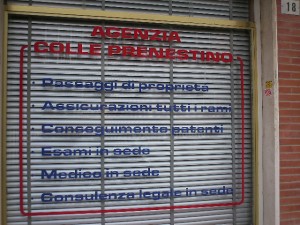 18
AGENZIA
COLLE PRENESTINO
· Passaggi di proprietà
· Assicurazioni tutti i rami
· Conseguimento patenti
· Esami in sede
· Medico in sede
· Consulenza legale in sede